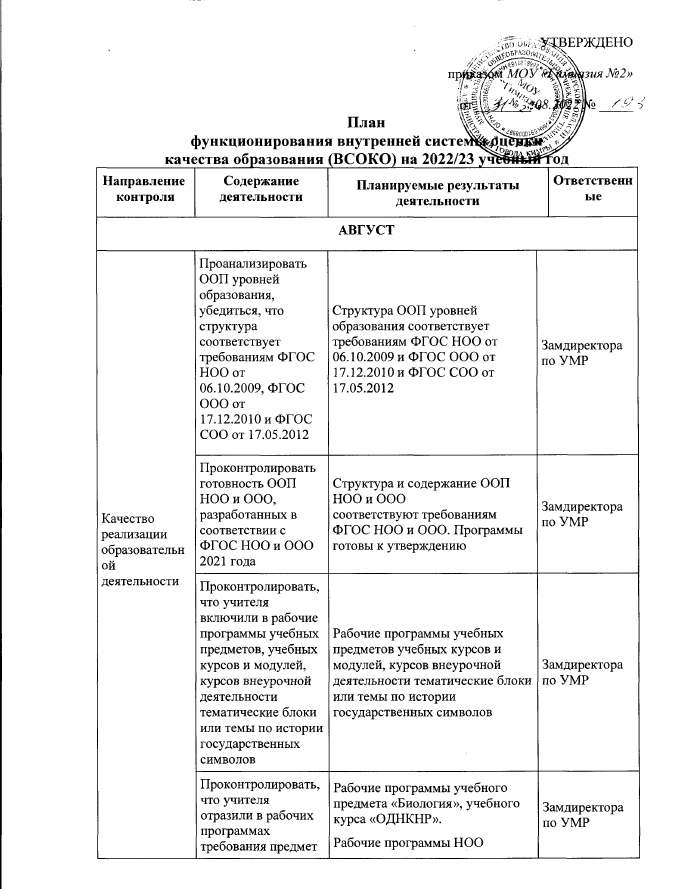 УТВЕРЖДЕНО
приказом МОУ «Гимназия №2»
08.2022 № 193
План
функционирования внутренней системы оценки
качества образования (ВСОКО) на 2022/23 учебный год
Направление
контроля
Содержание
деятельности
Планируемые результаты
деятельности
Ответственн
ые
АВГУСТ
Качество
реализации
образовательн
ой
деятельности
Проанализировать
ООП уровней
образования,
убедиться, что
структура
соответствует
требованиям ФГОС
НОО от
06.10.2009, ФГОС
ООО от
17.12.2010 и ФГОС
СОО от 17.05.2012
Структура ООП уровней
образования соответствует
требованиям ФГОС НОО от
06.10.2009 и ФГОС ООО от
17.12.2010 и ФГОС СОО от
17.05.2012
Замдиректора
по УМР
Проконтролировать
готовность ООП
НОО и ООО,
разработанных в
соответствии с
ФГОС НОО и ООО
2021 года
Структура и содержание ООП
НОО и ООО
соответствуют требованиям
ФГОС НОО и ООО. Программы
готовы к утверждению
Замдиректора
по УМР
Проконтролировать,
что учителя
включили в рабочие
программы учебных
предметов, учебных
курсов и модулей,
курсов внеурочной
деятельности
тематические блоки
или темы по истории
государственных
символов
Рабочие программы учебных
предметов учебных курсов и
модулей, курсов внеурочной
деятельности тематические блоки
или темы по истории
государственных символов
Замдиректора
по УМР
Проконтролировать,
что учителя
отразили в рабочих
программах
требования предмет
Рабочие программы учебного
предмета «Биология», учебного
курса «ОДНКНР».
Рабочие программы НОО
Замдиректора
по УМР